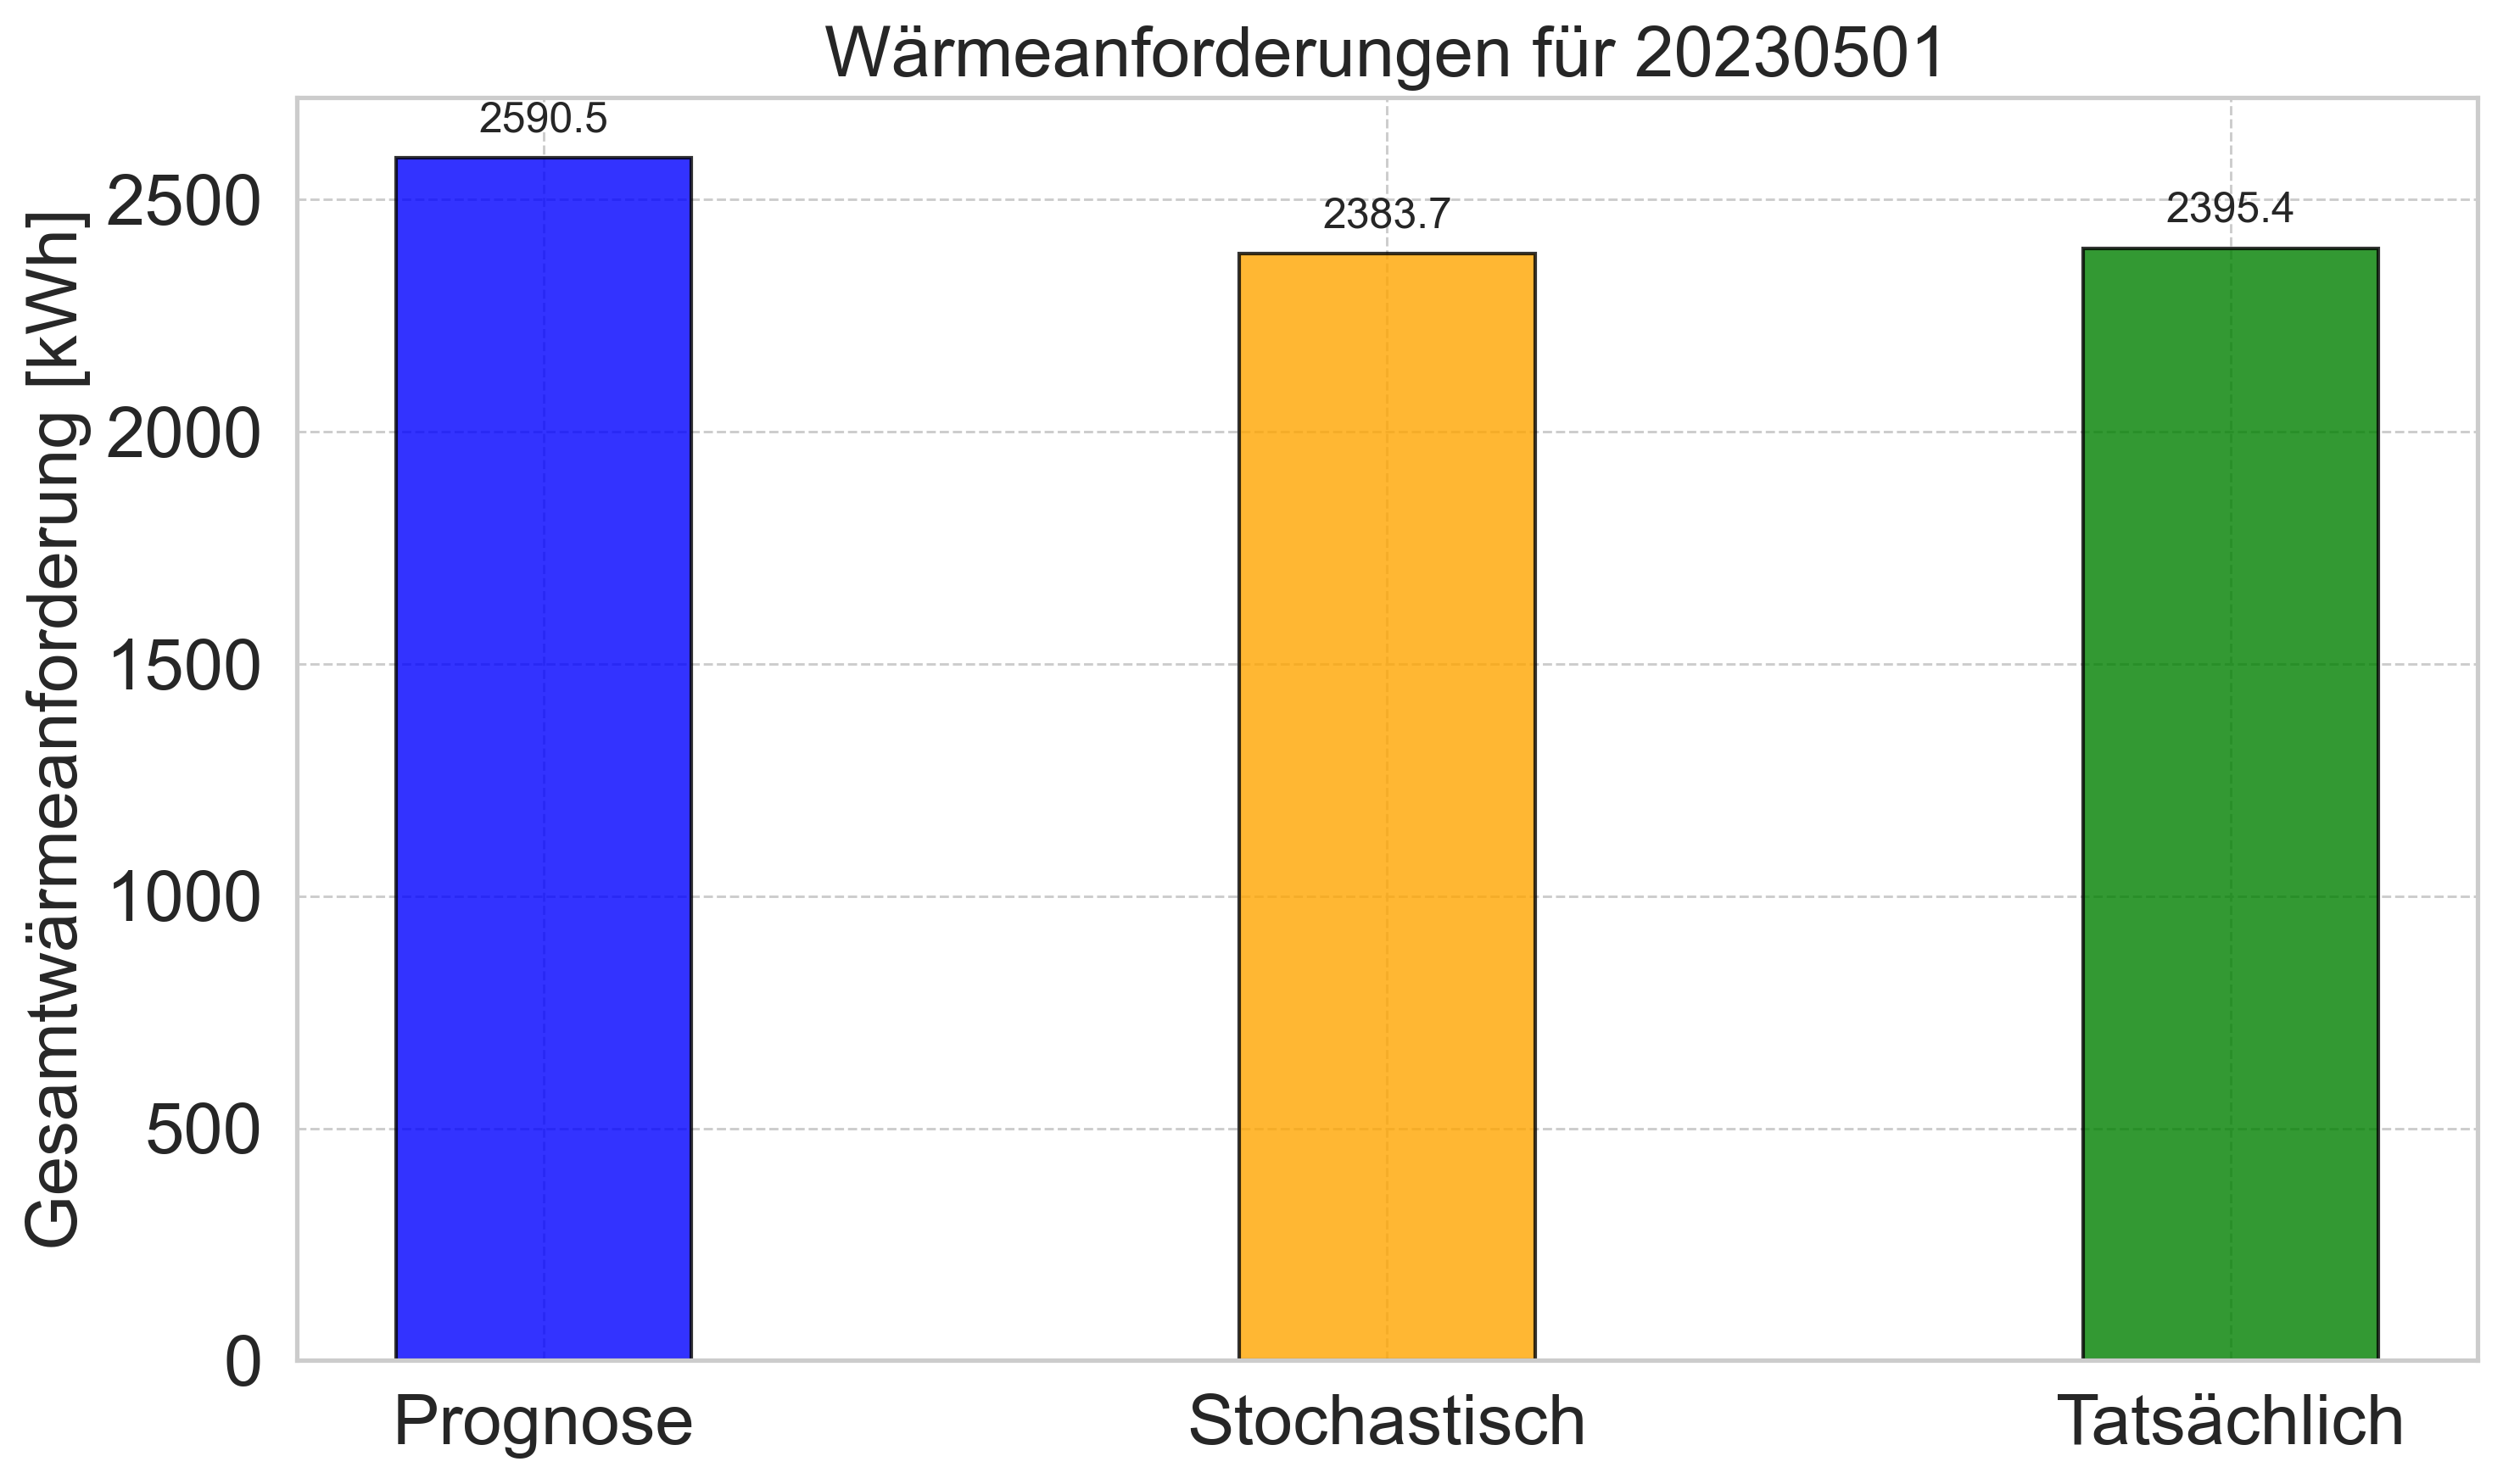 Wärmeanforderungen für 20230501
Gesamtwärmeanforderung [kWh]
2500
2000
1500
1000
500
0
2590.5
2383.7
2395.4
Prognose
Stochastisch
Tatsächlich